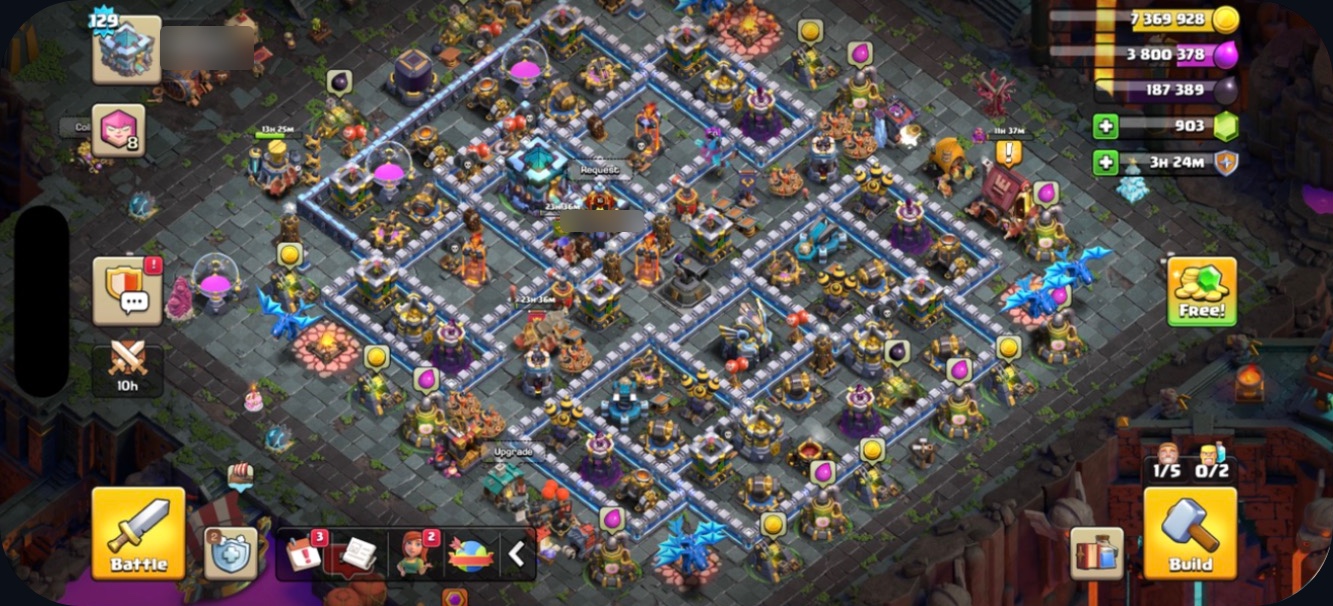 129
7 369 928
3 800 378
187 389
903
3H 24M
8
13H 25M
11H 37M
Request
23H 36M
23H 36M
Free!
10h
Upgrade
1/5 0/2
Battle
2
3
2
Build